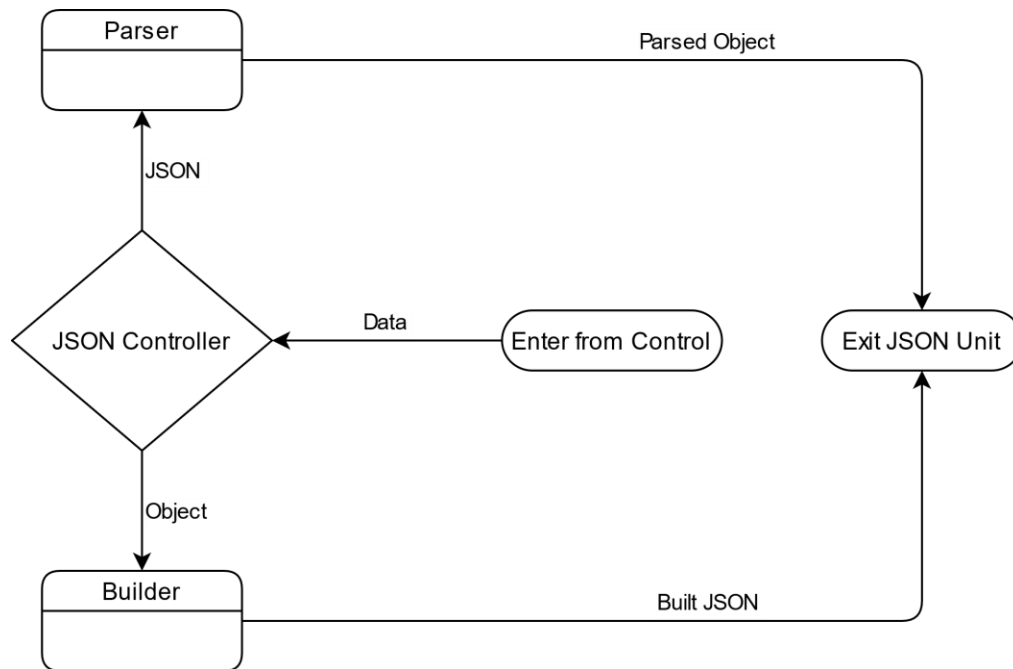 Parser
Parsed Object
JSON
JSON Controller
Data
Enter from Control
Exit JSON Unit
Object
Builder
Built JSON